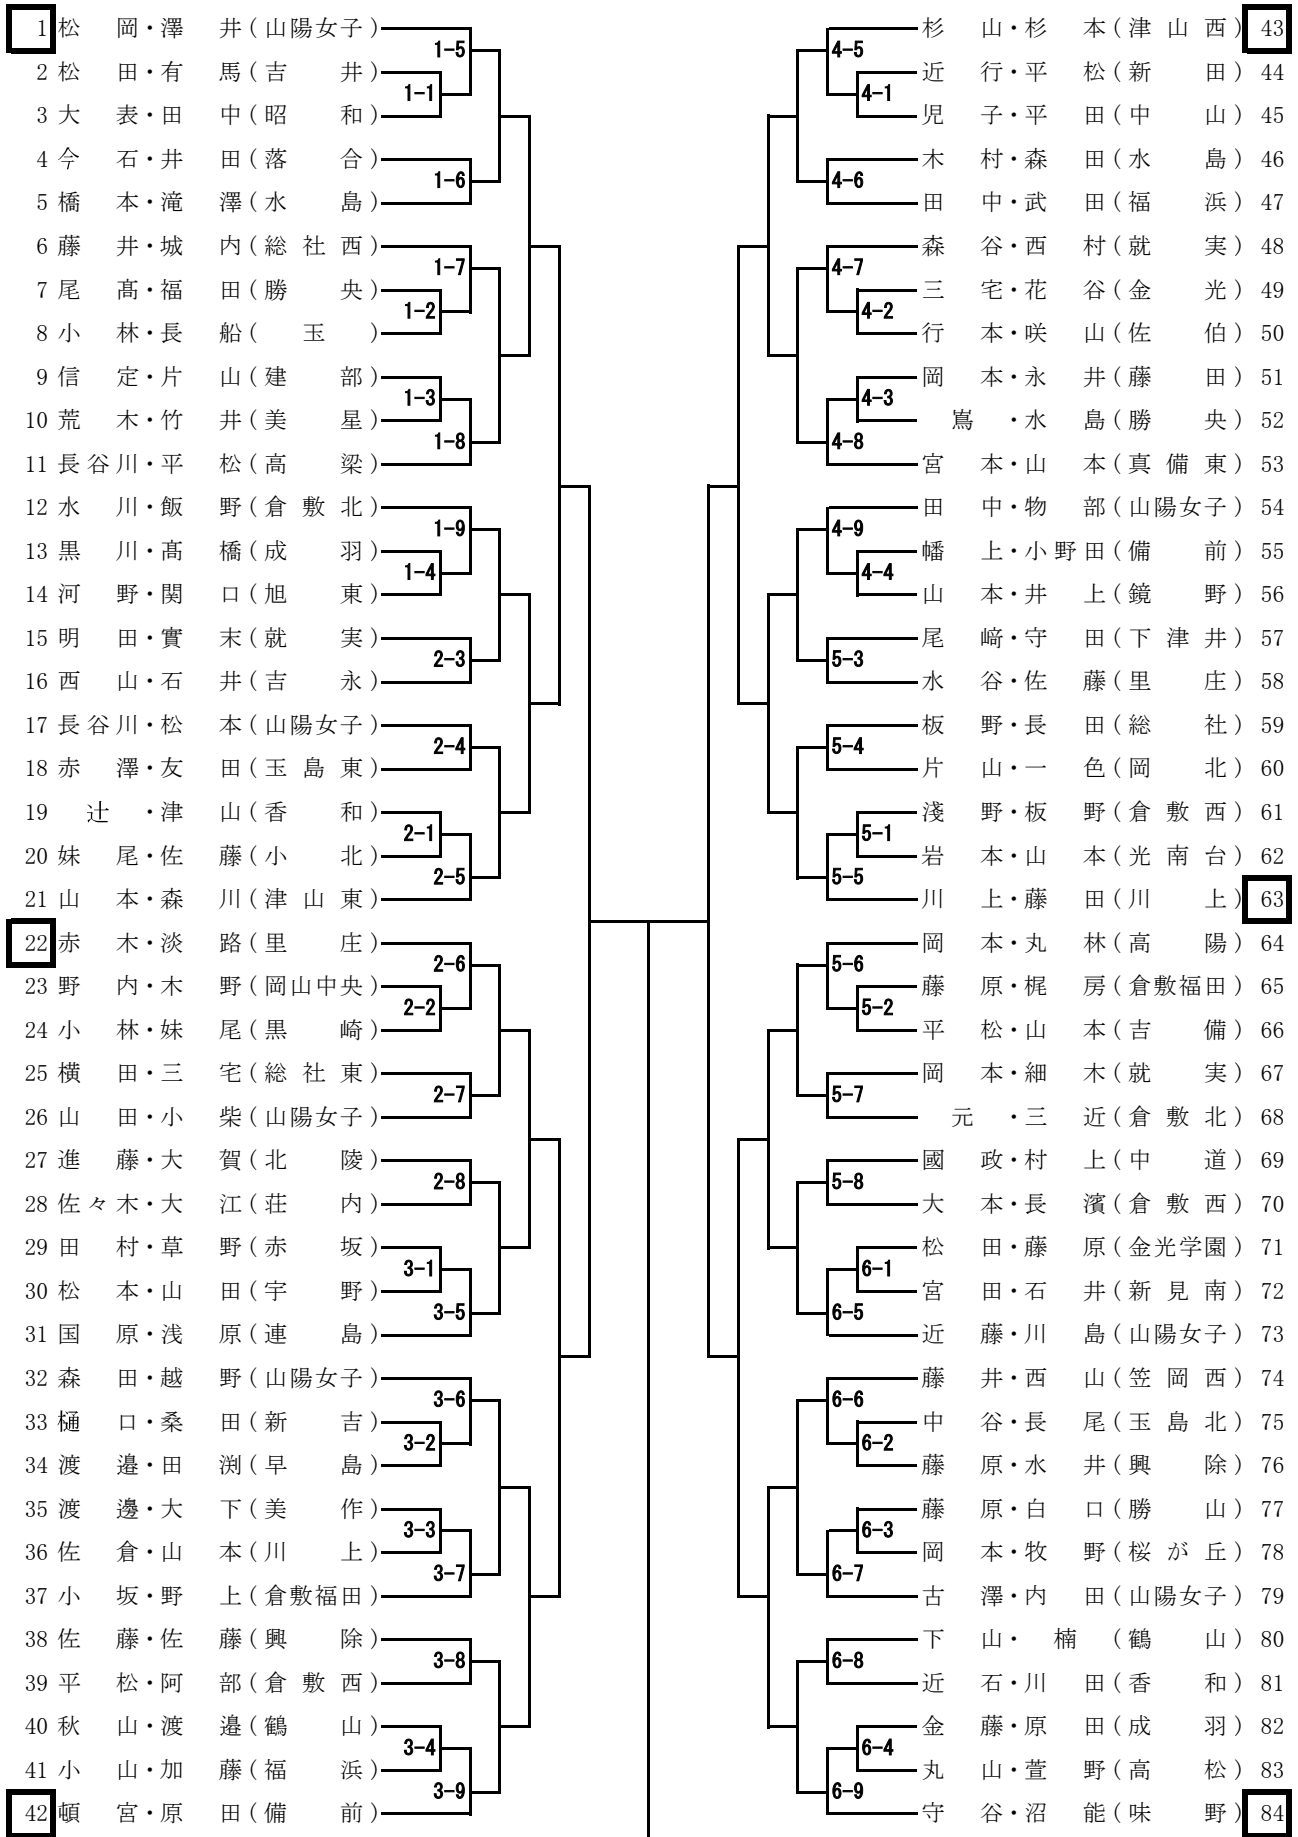 1 松岡・澤井(山陽女子)
2 松田・有馬(吉井)
3 大表・田中(昭和)
4 今石・井田(落合)
5 橋本・滝澤(水島)
6 藤井・城内(総社西)
7 尾髙・福田(勝央)
8 小林・長船(玉)
9 信定・片山(建部)
10 荒木・竹井(美星)
11 長谷川・平松(高梁)
12 水川・飯野(倉敷北)
13 黒川・髙橋(成羽)
14 河野・関口(旭東)
15 明田・實末(就実)
16 西山・石井(吉永)
17 長谷川・松本(山陽女子)
18 赤澤・友田(玉島東)
19 辻・津山(香和)
20 妹尾・佐藤(小北)
21 山本・森川(津山東)
22 赤木・淡路(里庄)
23 野内・木野(岡山中央)
24 小林・妹尾(黒崎)
25 横田・三宅(総社東)
26 山田・小柴(山陽女子)
27 進藤・大賀(北陵)
28 佐々木・大江(荘内)
29 田村・草野(赤坂)
30 松本・山田(宇野)
31 国原・浅原(連島)
32 森田・越野(山陽女子)
33 樋口・桑田(新吉)
34 渡邉・田渕(早島)
35 渡邊・大下(美作)
36 佐倉・山本(川上)
37 小坂・野上(倉敷福田)
38 佐藤・佐藤(興除)
39 平松・阿部(倉敷西)
40 秋山・渡邉(鶴山)
41 小山・加藤(福浜)
42 頓宮・原田(備前)
1-5
1-1
1-6
1-7
1-2
1-3
1-8
1-9
1-4
2-3
2-4
2-1
2-5
2-6
2-2
2-7
2-8
3-1
3-5
3-6
3-2
3-3
3-7
3-8
3-4
3-9
4-5
4-1
4-6
4-7
4-2
4-3
4-8
4-9
4-4
5-3
5-4
5-1
5-5
5-6
5-2
5-7
5-8
6-1
6-5
6-6
6-2
6-3
6-7
6-8
6-4
6-9
杉山・杉本(津山西) 43
近行・平松(新田) 44
児子・平田(中山) 45
木村・森田(水島) 46
田中・武田(福浜) 47
森谷・西村(就実) 48
三宅・花谷(金光) 49
行本・咲山(佐伯) 50
岡本・永井(藤田) 51
嶌・水島(勝央) 52
宮本・山本(真備東) 53
田中・物部(山陽女子) 54
幡上・小野田(備前) 55
山本・井上(鏡野) 56
尾﨑・守田(下津井) 57
水谷・佐藤(里庄) 58
板野・長田(総社) 59
片山・一色(岡北) 60
淺野・板野(倉敷西) 61
岩本・山本(光南台) 62
川上・藤田(川上) 63
岡本・丸林(高陽) 64
藤原・梶房(倉敷福田) 65
平松・山本(吉備) 66
岡本・細木(就実) 67
元・三近(倉敷北) 68
國政・村上(中道) 69
大本・長濱(倉敷西) 70
松田・藤原(金光学園) 71
宮田・石井(新見南) 72
近藤・川島(山陽女子) 73
藤井・西山(笠岡西) 74
中谷・長尾(玉島北) 75
藤原・水井(興除) 76
藤原・白口(勝山) 77
岡本・牧野(桜が丘) 78
古澤・内田(山陽女子) 79
下山・楠(鶴山) 80
近石・川田(香和) 81
金藤・原田(成羽) 82
丸山・萱野(高松) 83
守谷・沼能(味野) 84